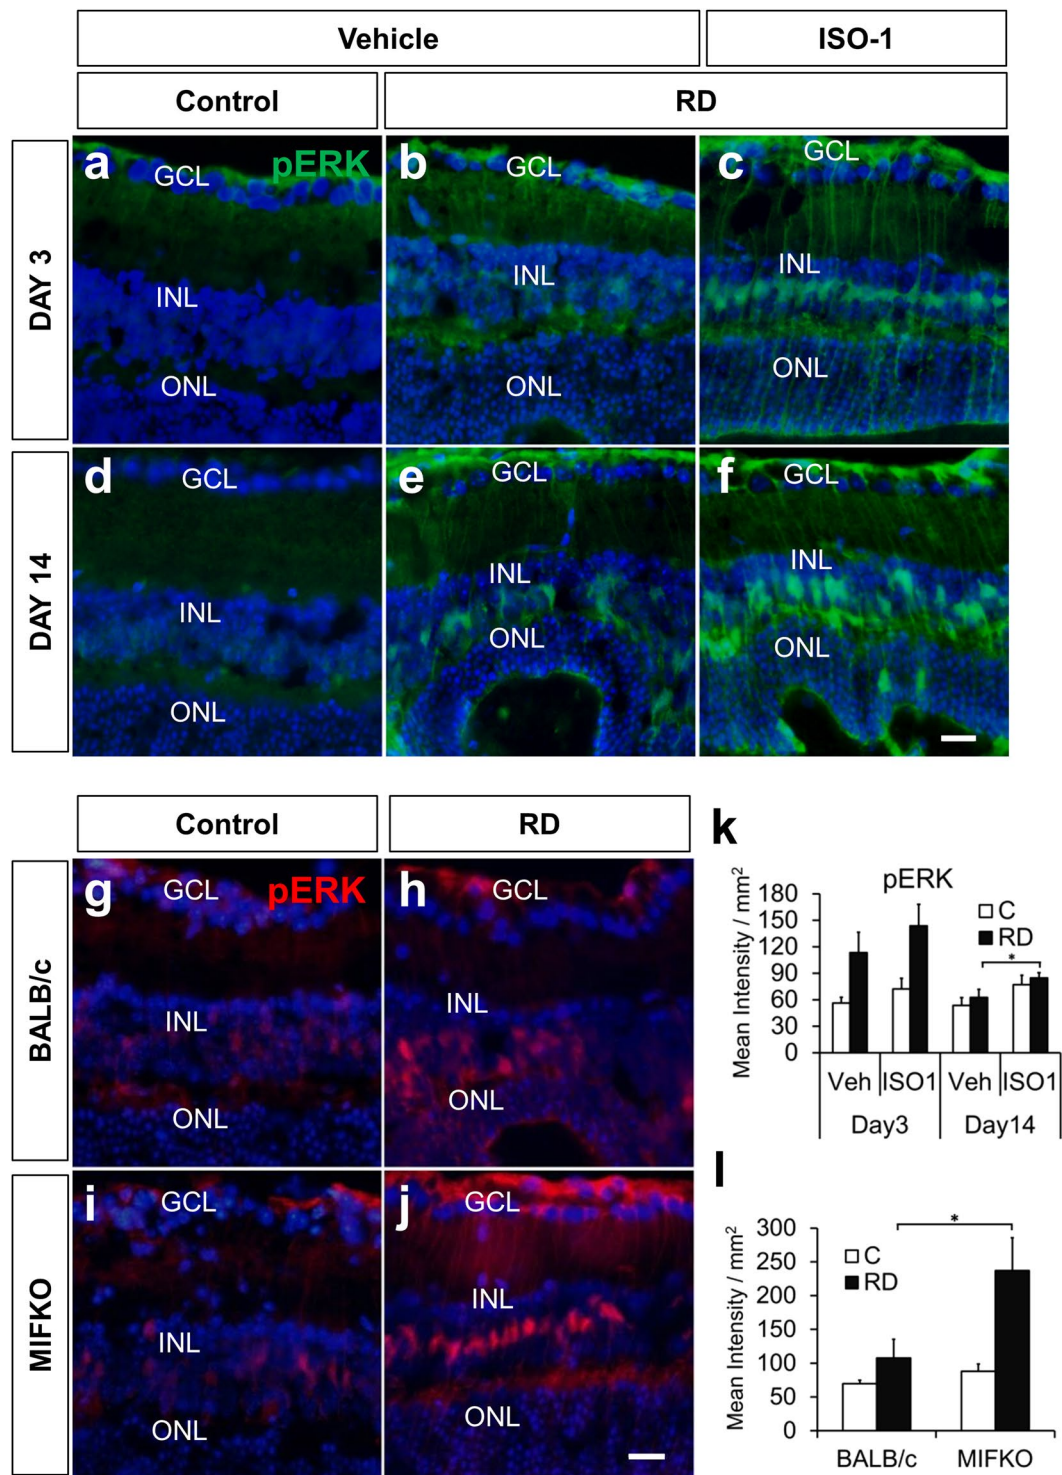 Vehicle
ISO-1
Control
RD
DAY 3
a
GCL
pERK
INL
ONL
b
GCL
INL
ONL
c
GCL
INL
ONL
DAY 14
d
GCL
INL
ONL
e
GCL
INL
ONL
f
GCL
INL
ONL
Control
RD
BALB/c
g
GCL
pERK
INL
ONL
h
GCL
INL
ONL
MIFKO
i
GCL
INL
ONL
j
GCL
INL
ONL
k
pERK
Mean Intensity / mm²
180
150
120
90
60
30
0
C
RD
*
Veh ISO1 Veh ISO1
Day3 Day14
l
Mean Intensity / mm²
300
250
200
150
100
50
0
C
RD
*
BALB/c MIFKO